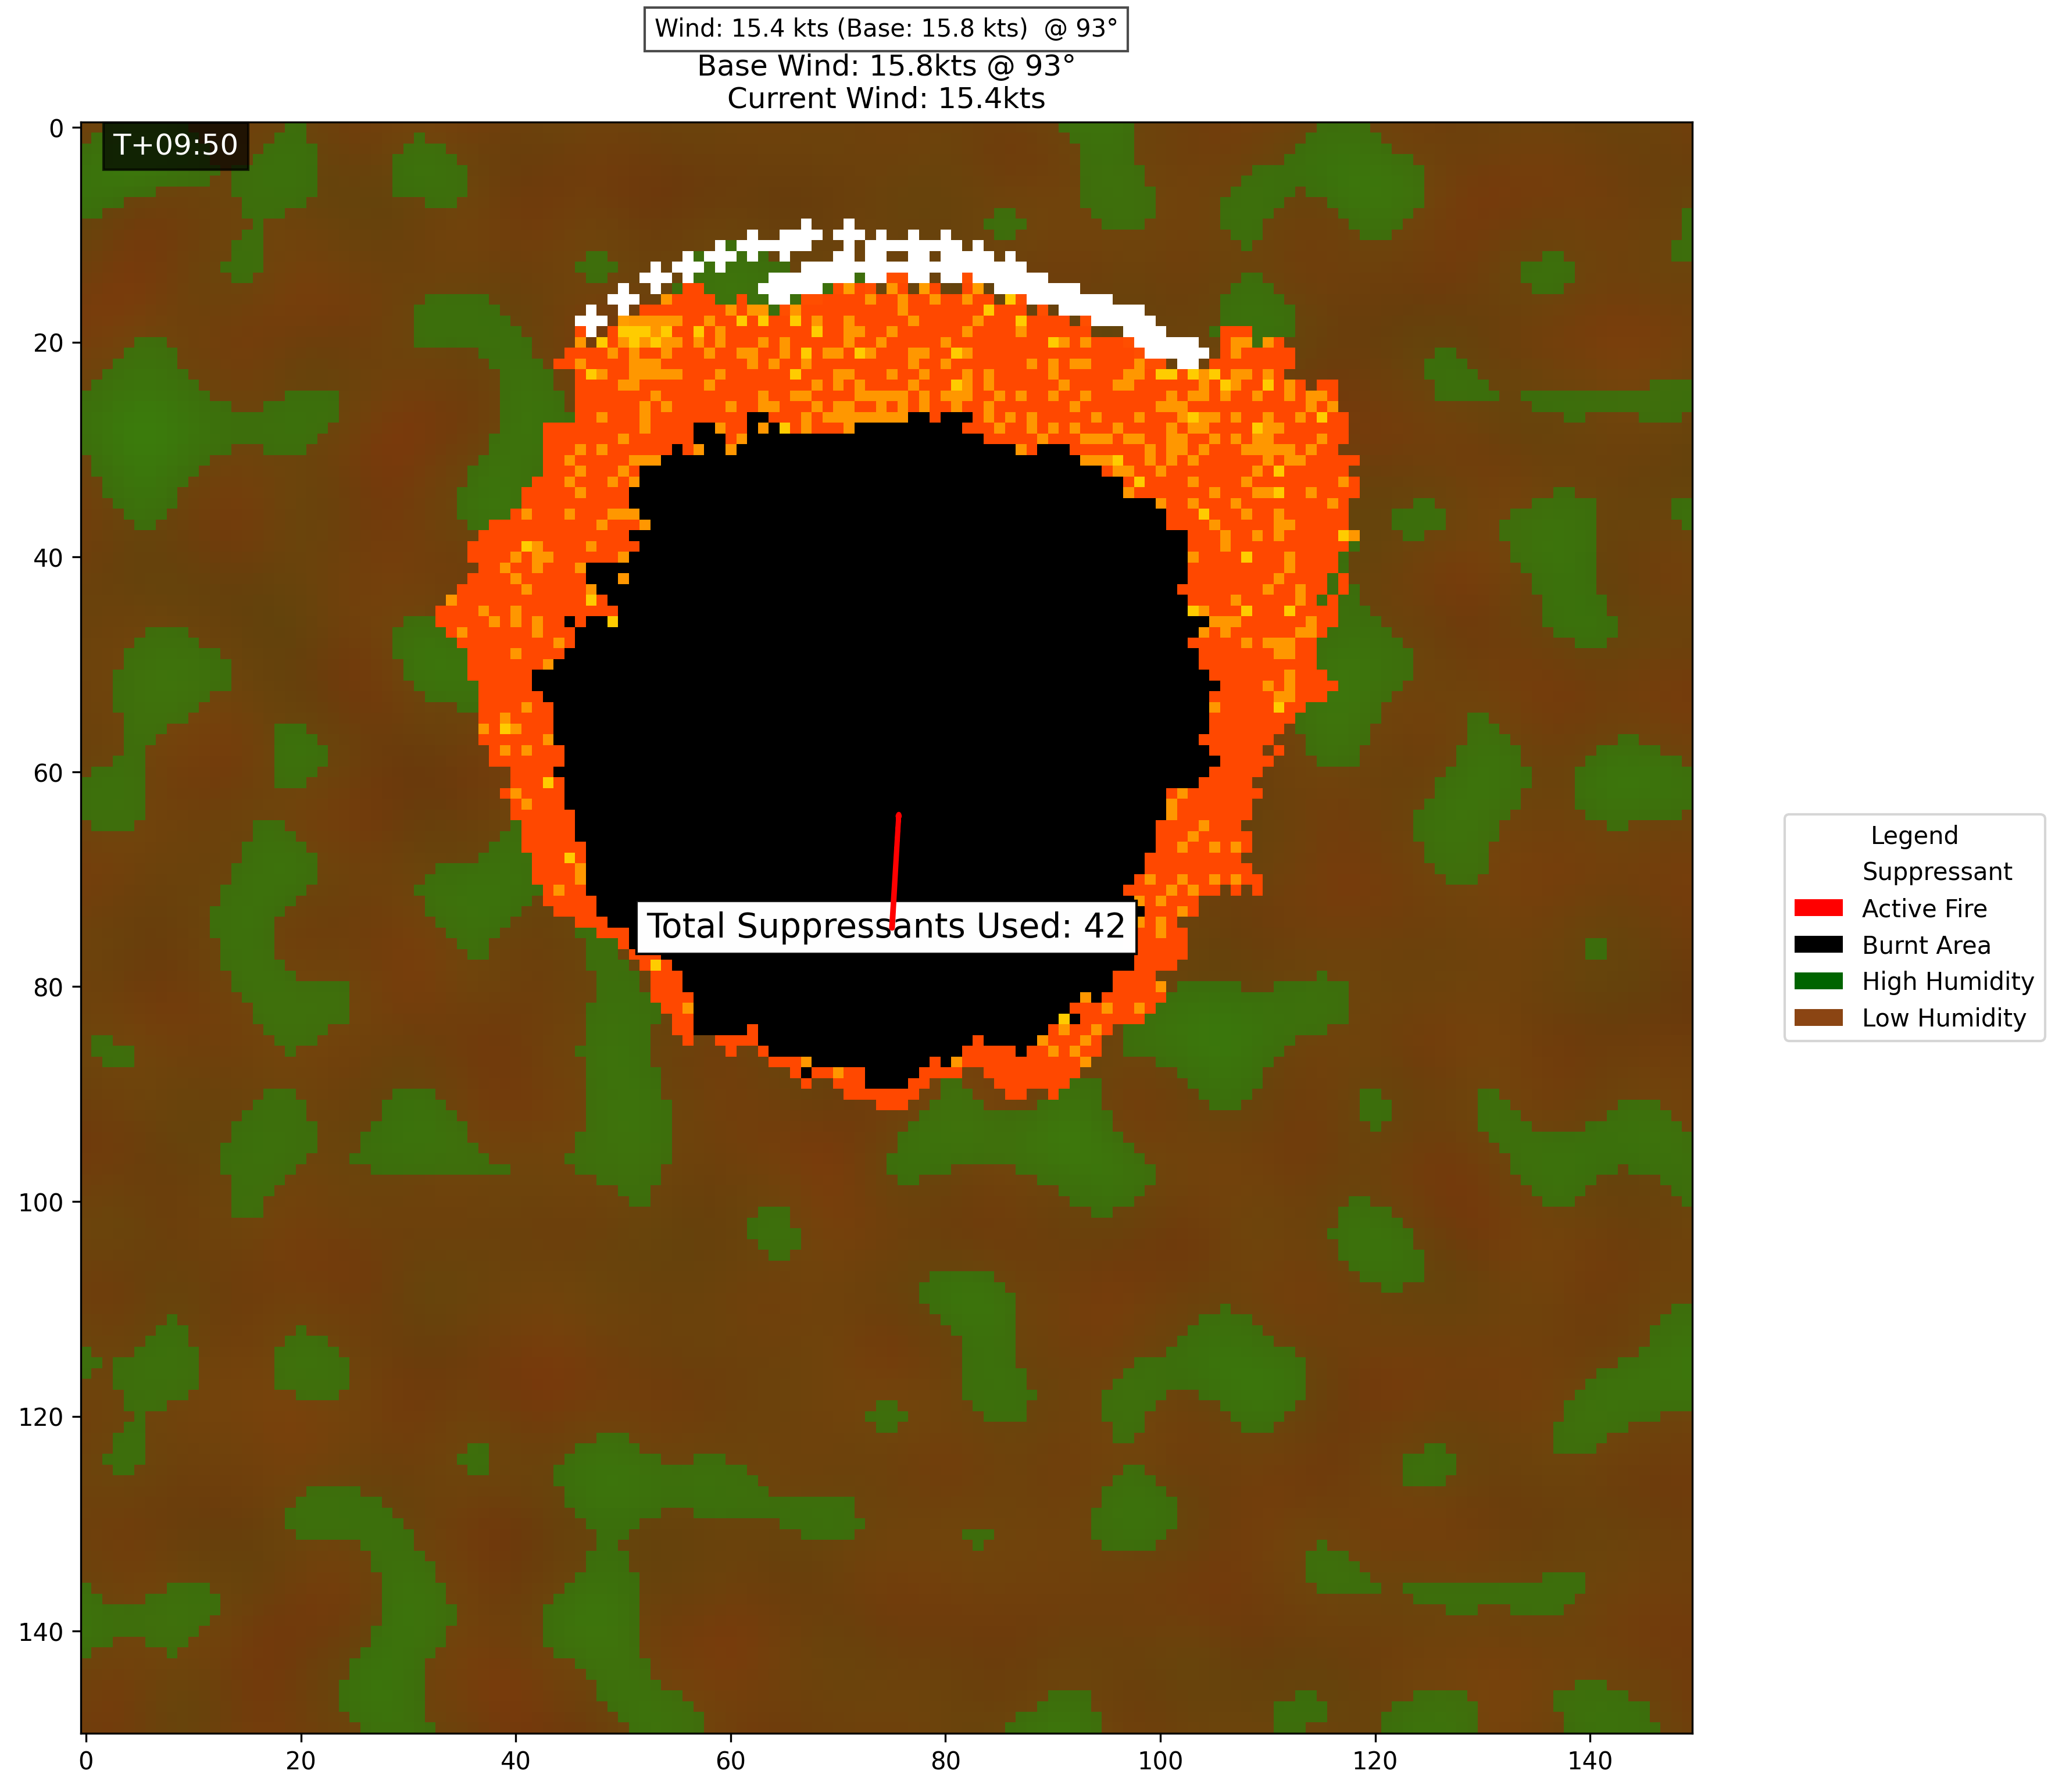 Wind: 15.4 kts (Base: 15.8 kts)  @ 93°
Base Wind: 15.8kts @ 93°
Current Wind: 15.4kts
T+09:50
0
20
40
60
80
100
120
140
Total Suppressants Used: 42
0 20 40 60 80 100 120 140
Legend
Suppressant
Active Fire
Burnt Area
High Humidity
Low Humidity